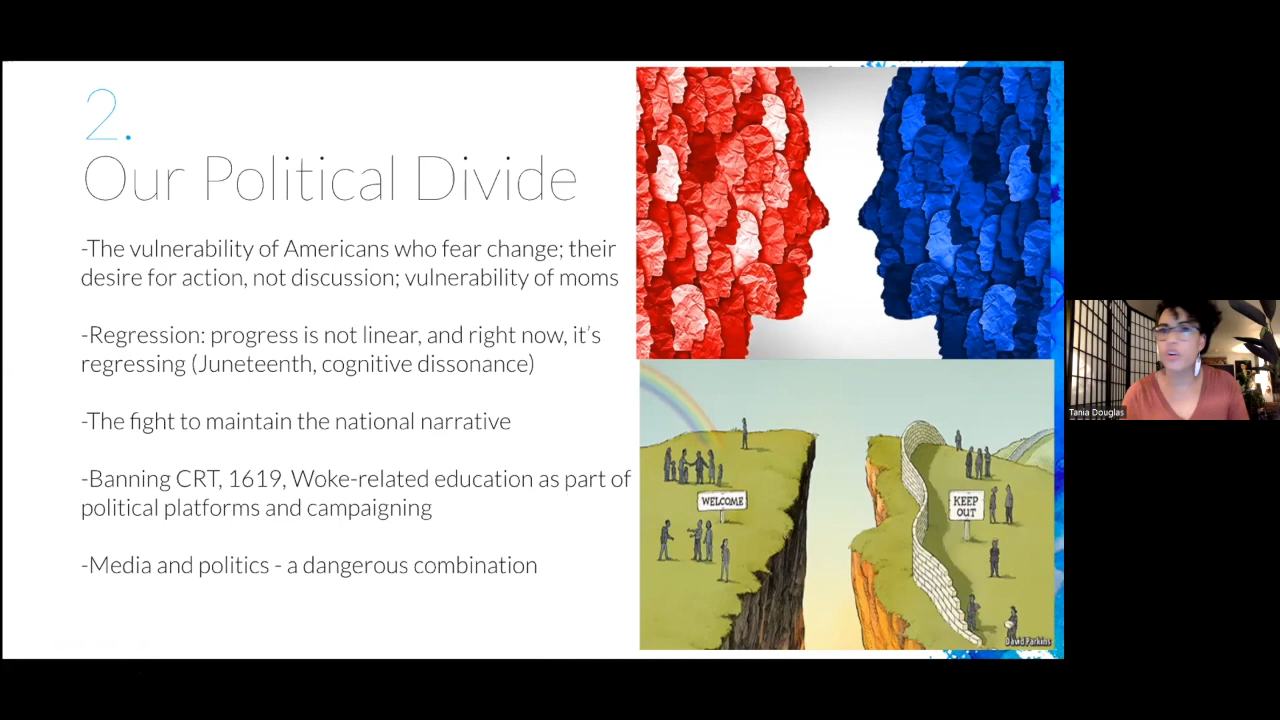 2.
Our Political Divide
-The vulnerability of Americans who fear change; their
desire for action, not discussion; vulnerability of moms
-Regression: progress is not linear, and right now, it’s
regressing (Juneteenth, cognitive dissonance)
-The fight to maintain the national narrative
-Banning CRT, 1619, Woke-related education as part of
political platforms and campaigning
-Media and politics - a dangerous combination
WELCOME
KEEP
OUT
David Parkins
Tania Douglas